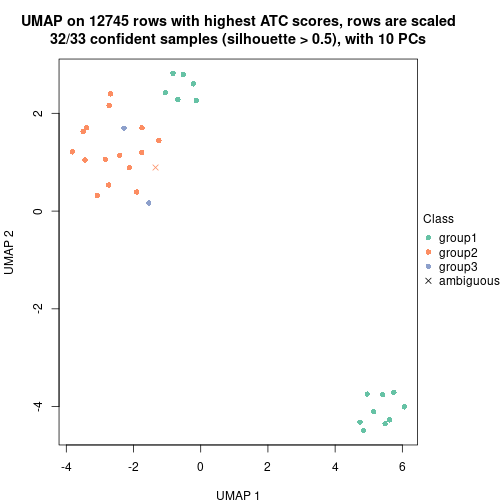 UMAP on 12745 rows with highest ATC scores, rows are scaled
32/33 confident samples (silhouette > 0.5), with 10 PCs
2
0
-2
-4
UMAP 2
-4
-2
0
2
4
6
UMAP 1
Class
group1
group2
group3
ambiguous